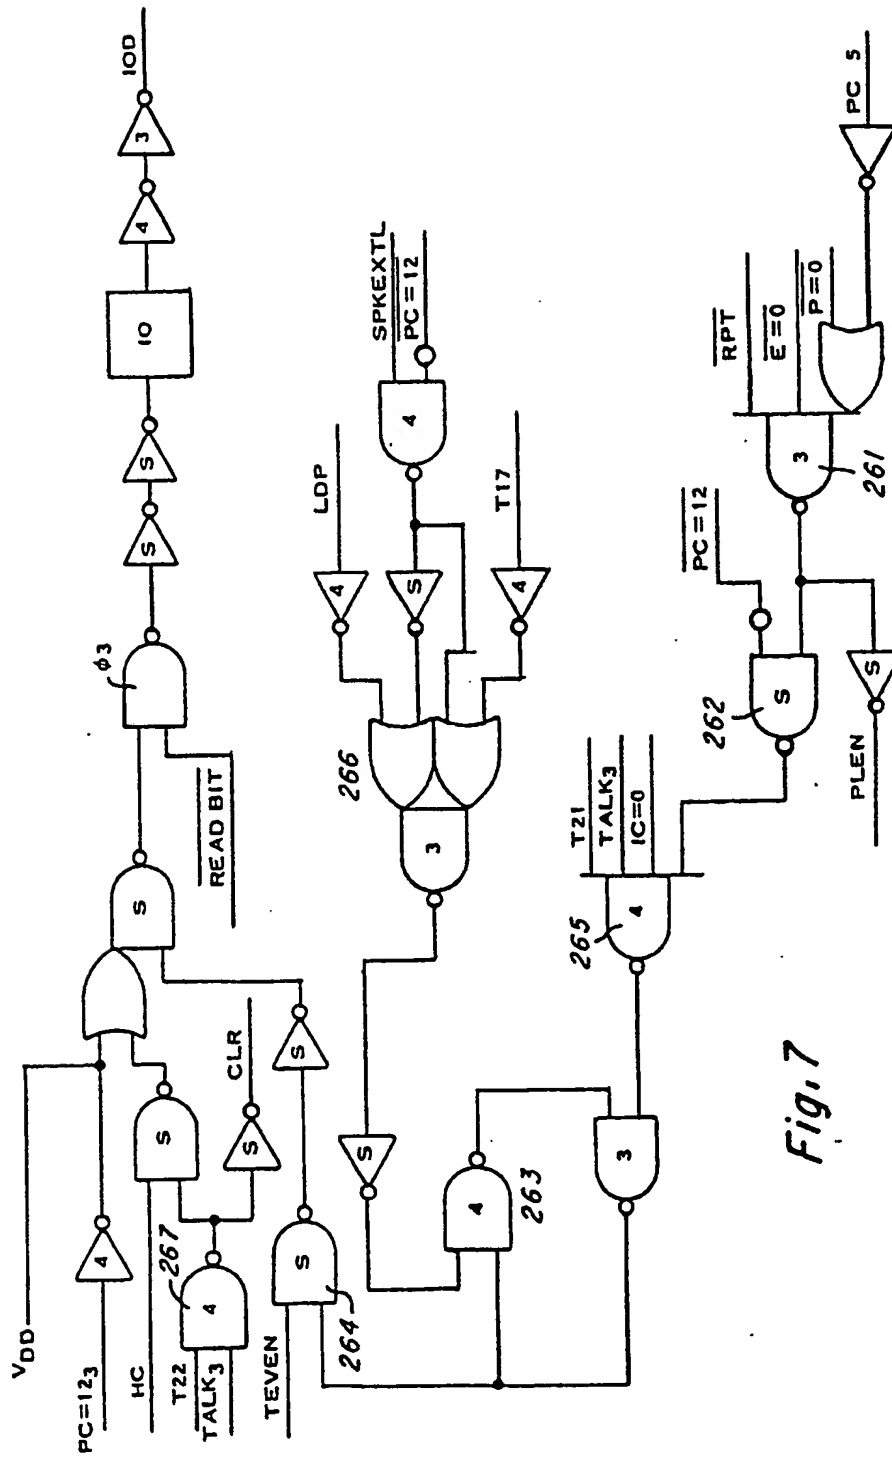 V_DD
PC=12₃
4
IOD
3
4
10
S
S
ϕ3
S
HC
S
T22
TALK₃
267
4
READ BIT
CLR
S
TEVEN
S
264
S
266
LDP
4
SPKEXTL
PC=12
4
S
T17
4
3
S
4
263
3
T21
TALK₃
IC=0
265
4
PC=12
262
S
PLEN
S
RPT
E=0
P=0
3
261
PC 5
Fig. 7